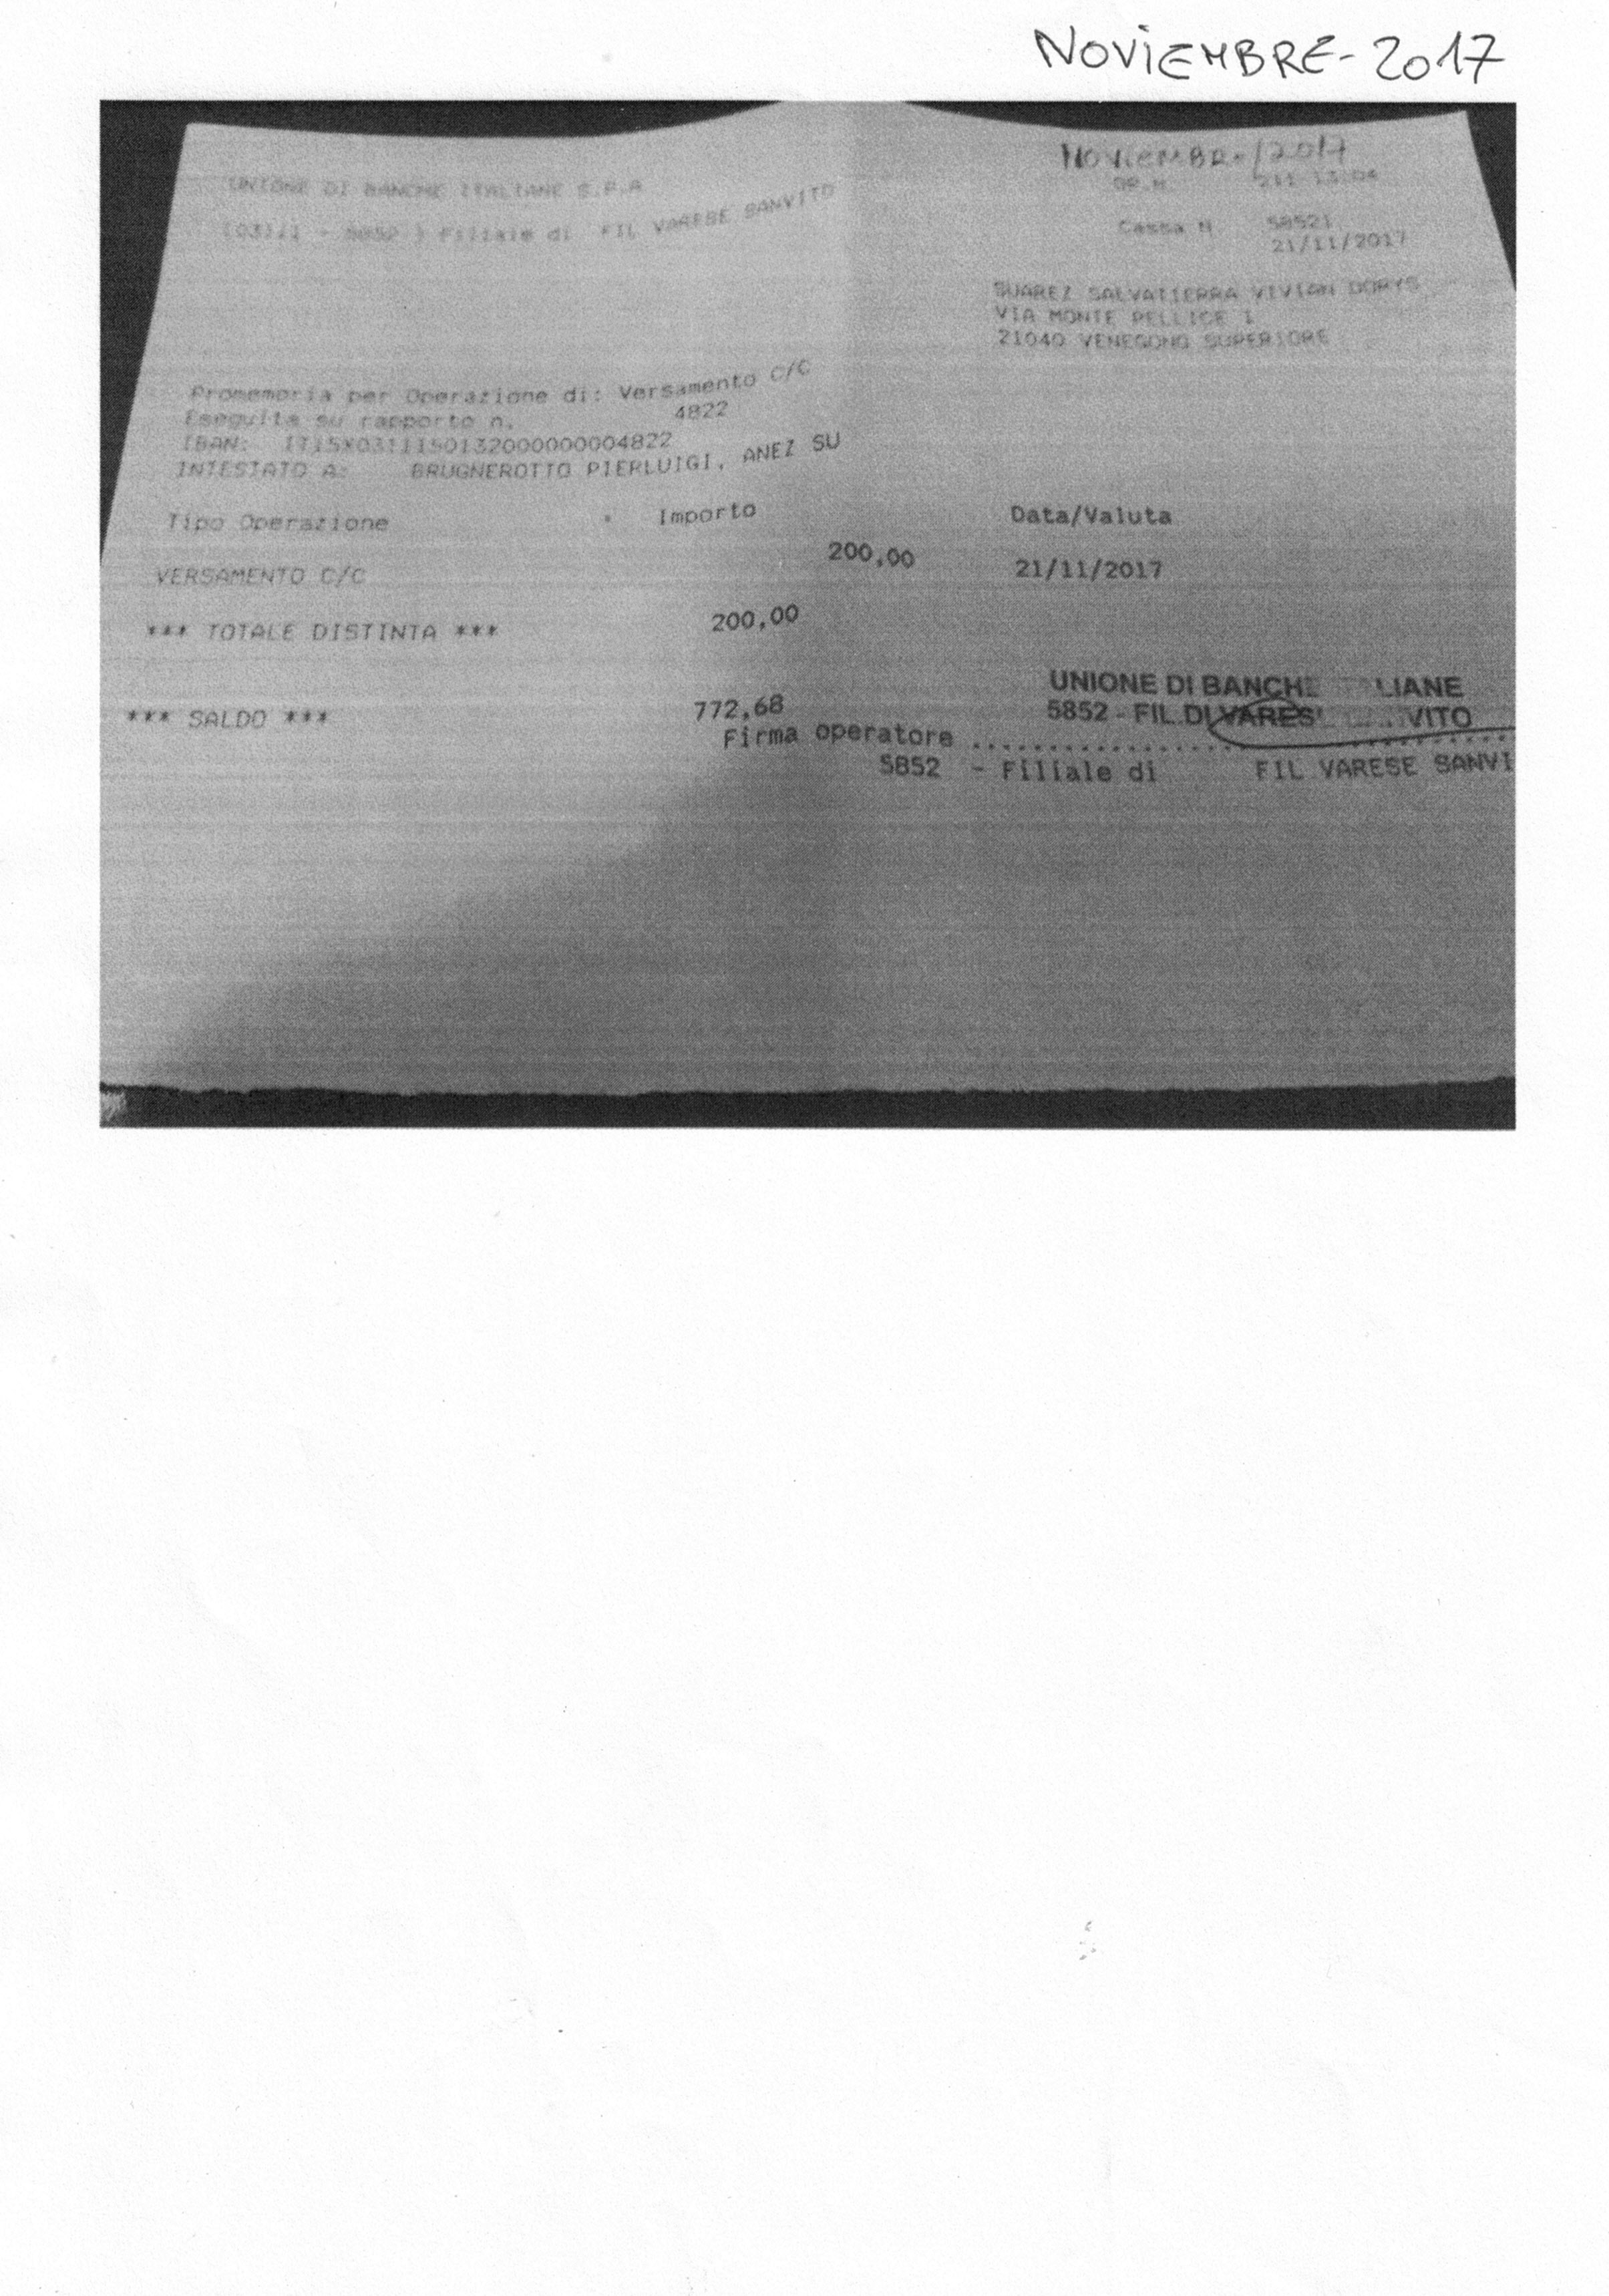 NOVIEMBRE-2017
NOVIEMBRE/2017
UNIONE DI BANCHE ITALIANE S.P.A
(03111 - 5852 ) Filiale di FIL VARESE SANVITO
OP.N. 211 13:04
Cassa N 58521
21/11/2017
SUAREZ SALVATIERRA VIVIAN DORYS
VIA MONTE PELLICE 1
21040 VENEGONO SUPERIORE
Promemoria per Operazione di: Versamento C/C
Eseguita su rapporto n. 4822
IBAN: IT15X0311150132000000004822
INTESTATO A: BRUGNEROTTO PIERLUIGI, ANEZ SU
Tipo Operazione Importo Data/Valuta
VERSAMENTO C/C 200,00 21/11/2017
*** TOTALE DISTINTA *** 200,00
*** SALDO *** 772,68
UNIONE DI BANCHE LIANE
5852 - FIL.DI VARES VITO
Firma operatore ....................................
5852 - Filiale di FIL VARESE SANVI